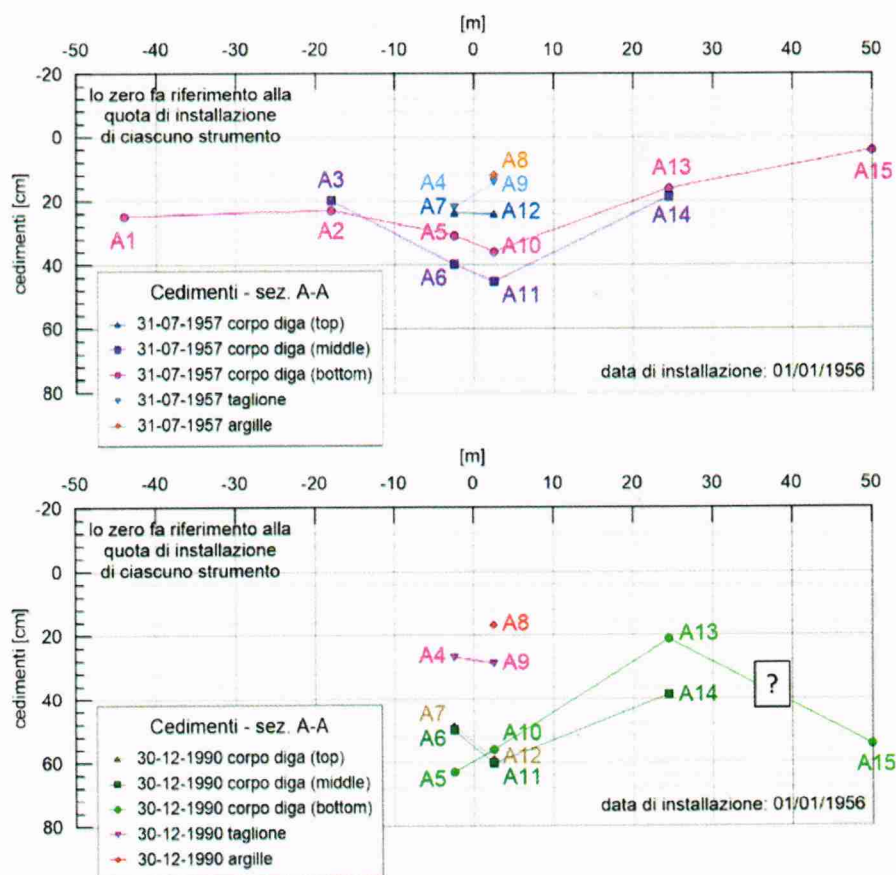 [m]
-50 -40 -30 -20 -10 0 10 20 30 40 50
-20
0
20
40
60
80
cedimenti [cm]
lo zero fa riferimento alla
quota di installazione
di ciascuno strumento
A8
A3
A4
A9
A13
A15
A7
A12
A1
A2
A5
A10
A14
A6
A11
Cedimenti - sez. A-A
31-07-1957 corpo diga (top)
31-07-1957 corpo diga (middle)
31-07-1957 corpo diga (bottom)
31-07-1957 taglione
31-07-1957 argille
data di installazione: 01/01/1956
[m]
-50 -40 -30 -20 -10 0 10 20 30 40 50
-20
0
20
40
60
80
cedimenti [cm]
lo zero fa riferimento alla
quota di installazione
di ciascuno strumento
A8
A13
A4
A9
?
A14
A7
A10
A6
A12
A15
A5
A11
Cedimenti - sez. A-A
30-12-1990 corpo diga (top)
30-12-1990 corpo diga (middle)
30-12-1990 corpo diga (bottom)
30-12-1990 taglione
30-12-1990 argille
data di installazione: 01/01/1956